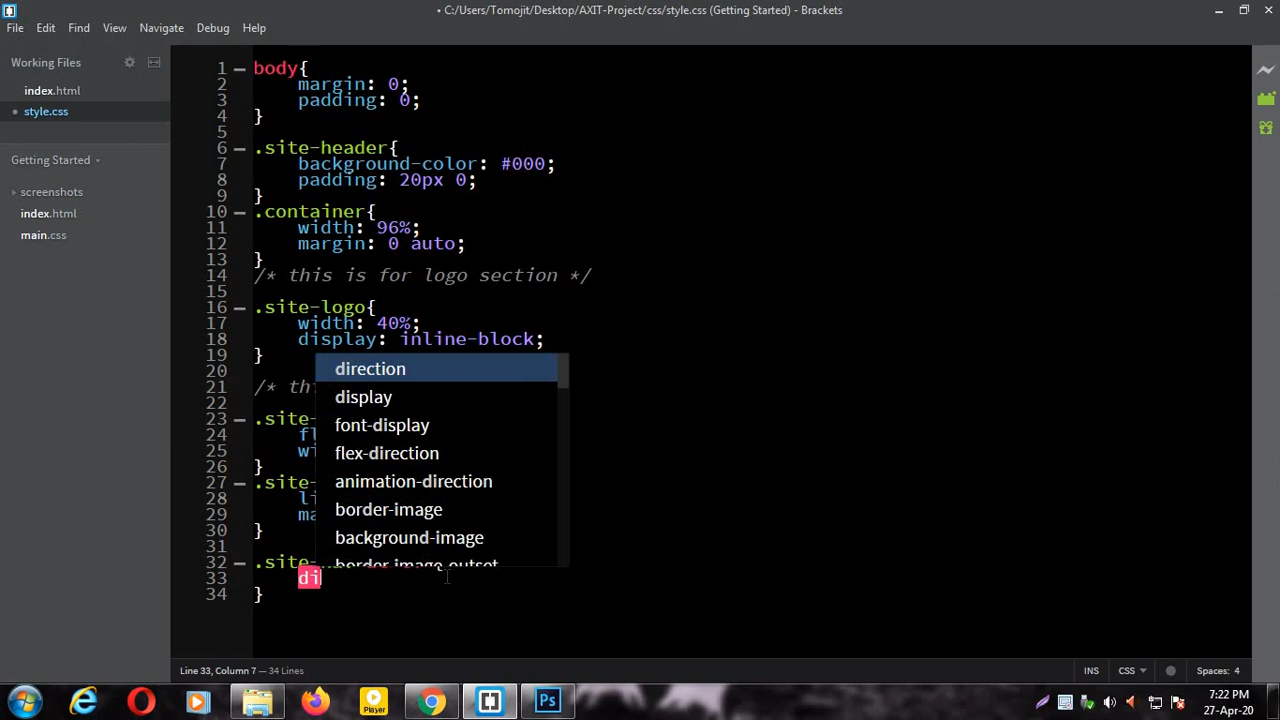 • C:/Users/Tomojit/Desktop/AXIT-Project/css/style.css (Getting Started) - Brackets
File Edit Find View Navigate Debug Help
Working Files
index.html
• style.css
Getting Started
screenshots
index.html
main.css
1 body{
2 margin: 0;
3 padding: 0;
4 }
5
6 .site-header{
7 background-color: #000;
8 padding: 20px 0;
9 }
10 .container{
11 width: 96%;
12 margin: 0 auto;
13 }
14 /* this is for logo section */
15
16 .site-logo{
17 width: 40%;
18 display: inline-block;
19 }
20
21 /* th
22
23 .site-
24 fl
25 wi
26 }
27 .site-
28 li
29 ma
30 }
31
32 .site-
33 di
34 }
direction
display
font-display
flex-direction
animation-direction
border-image
background-image
border-image-outset
Line 33, Column 7 — 34 Lines
INS CSS Spaces: 4
Player
Ps
7:22 PM
27-Apr-20